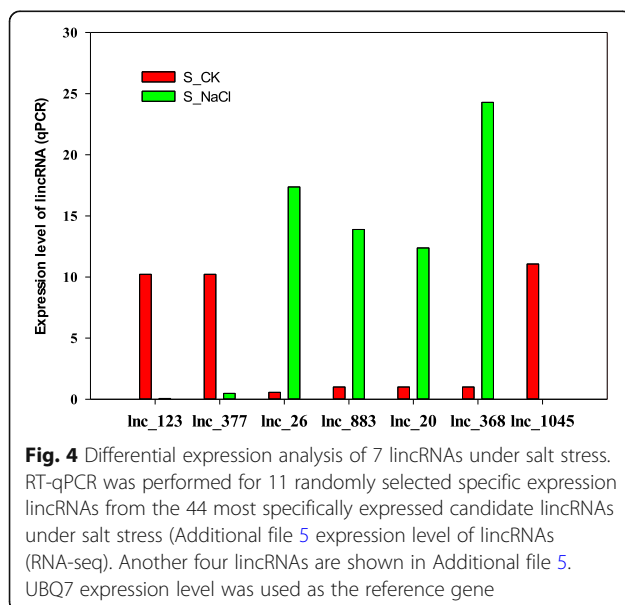 30
25
20
15
10
5
0
Expression level of lincRNA (qPCR)
S_CK
S_NaCl
lnc_123 lnc_377 lnc_26 lnc_883 lnc_20 lnc_368 lnc_1045
Fig. 4 Differential expression analysis of 7 lincRNAs under salt stress.
RT-qPCR was performed for 11 randomly selected specific expression
lincRNAs from the 44 most specifically expressed candidate lincRNAs
under salt stress (Additional file 5 expression level of lincRNAs
(RNA-seq). Another four lincRNAs are shown in Additional file 5.
UBQ7 expression level was used as the reference gene